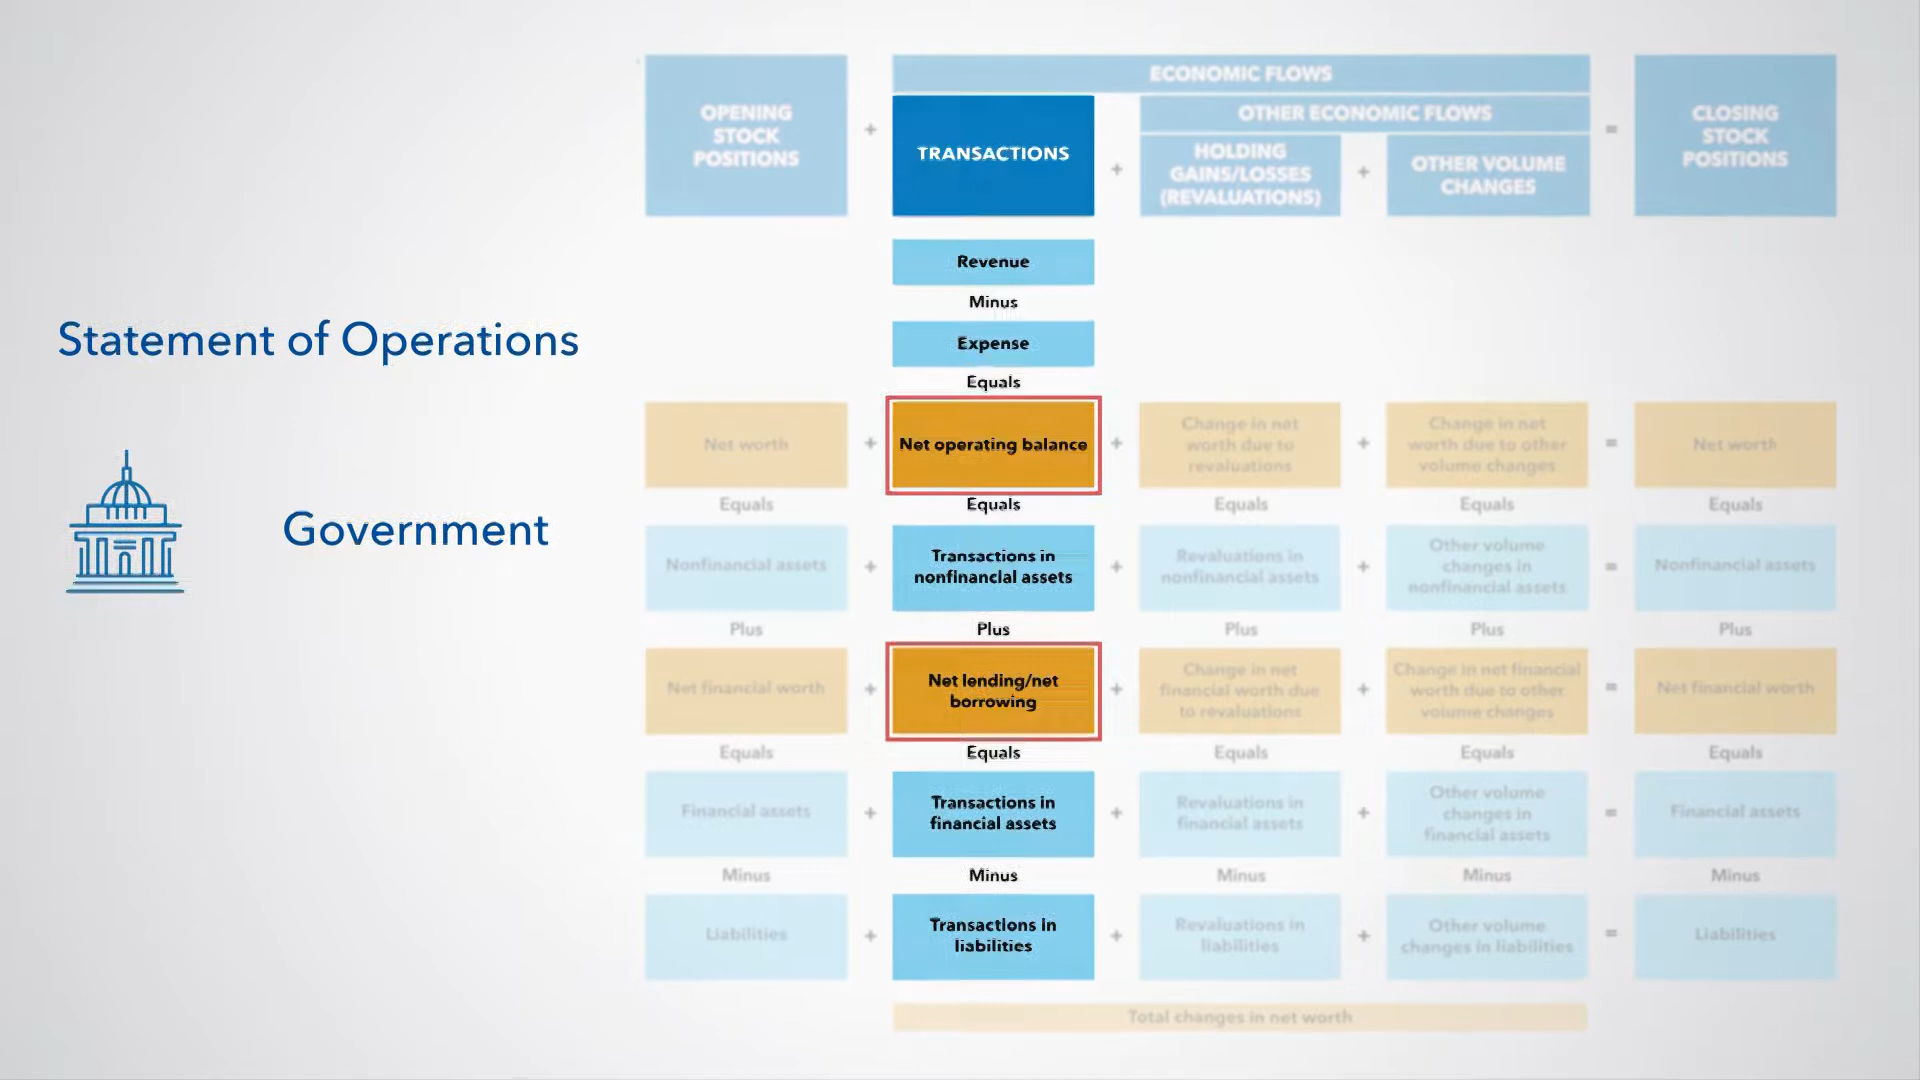 ECONOMIC FLOWS
OPENING
STOCK
POSITIONS
+
TRANSACTIONS
+
OTHER ECONOMIC FLOWS
HOLDING
GAINS/LOSSES
(REVALUATIONS)
+
OTHER VOLUME
CHANGES
=
CLOSING
STOCK
POSITIONS
Revenue
Minus
Expense
Equals
Statement of Operations
Government
Net worth
+
Net operating balance
+
Change in net
worth due to
revaluations
+
Change in net
worth due to other
volume changes
=
Net worth
Equals
Equals
Equals
Equals
Equals
Nonfinancial assets
+
Transactions in
nonfinancial assets
+
Revaluations in
nonfinancial assets
+
Other volume
changes in
nonfinancial assets
=
Nonfinancial assets
Plus
Plus
Plus
Plus
Plus
Net financial worth
+
Net lending/net
borrowing
+
Change in net
financial worth due
to revaluations
+
Change in net financial
worth due to other
volume changes
=
Net financial worth
Equals
Equals
Equals
Equals
Equals
Financial assets
+
Transactions in
financial assets
+
Revaluations in
financial assets
+
Other volume
changes in
financial assets
=
Financial assets
Minus
Minus
Minus
Minus
Minus
Liabilities
+
Transactions in
liabilities
+
Revaluations in
liabilities
+
Other volume
changes in liabilities
=
Liabilities
Total changes in net worth